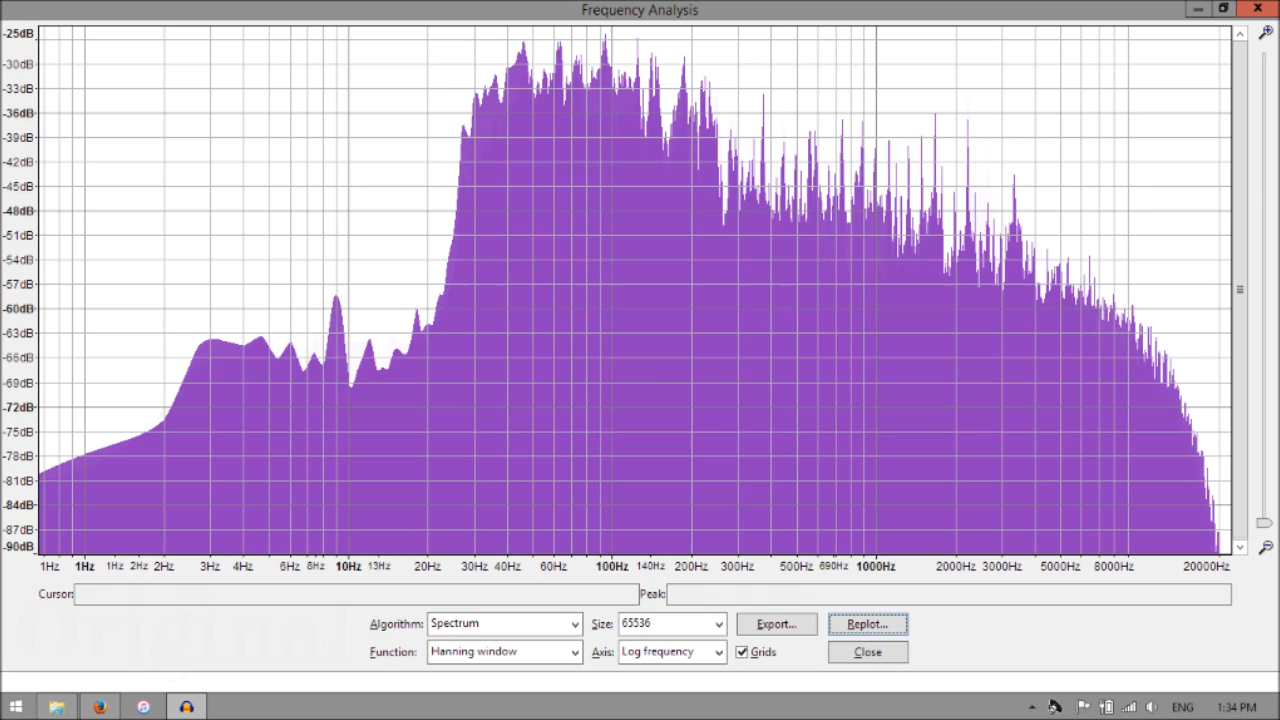 Frequency Analysis
-25dB
-30dB
-33dB
-36dB
-39dB
-42dB
-45dB
-48dB
-51dB
-54dB
-57dB
-60dB
-63dB
-66dB
-69dB
-72dB
-75dB
-78dB
-81dB
-84dB
-87dB
-90dB
1Hz 1Hz 1Hz 2Hz 2Hz 3Hz 4Hz 6Hz 8Hz 10Hz 13Hz 20Hz 30Hz 40Hz 60Hz 100Hz 140Hz 200Hz 300Hz 500Hz 690Hz 1000Hz 2000Hz 3000Hz 5000Hz 8000Hz 20000Hz
Cursor: Peak:
Algorithm: Spectrum Size: 65536 Export... Replot...
Function: Hanning window Axis: Log frequency Grids Close
ENG 1:34 PM